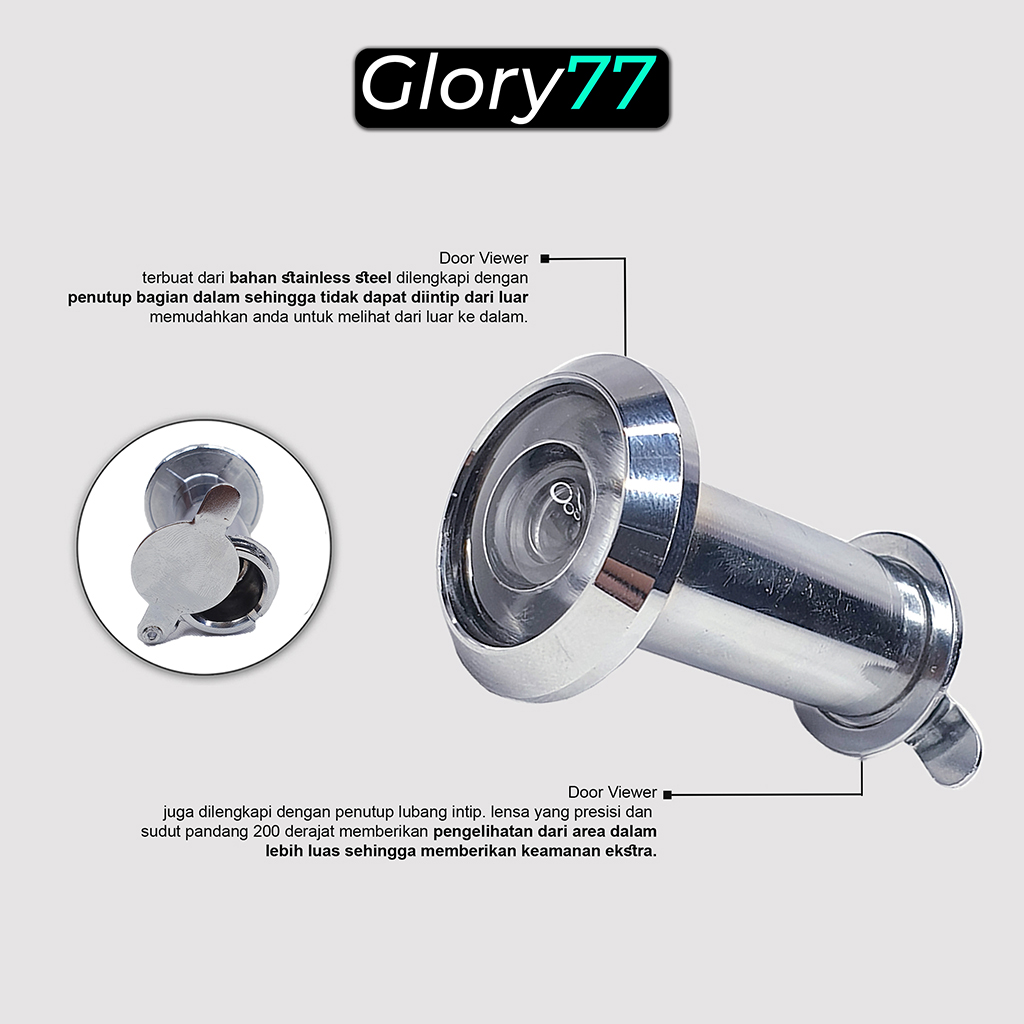 Glory77
Door Viewer
terbuat dari bahan stainless steel dilengkapi dengan
penutup bagian dalam sehingga tidak dapat diintip dari luar
memudahkan anda untuk melihat dari luar ke dalam.
Door Viewer
juga dilengkapi dengan penutup lubang intip. lensa yang presisi dan
sudut pandang 200 derajat memberikan pengelihatan dari area dalam
lebih luas sehingga memberikan keamanan ekstra.